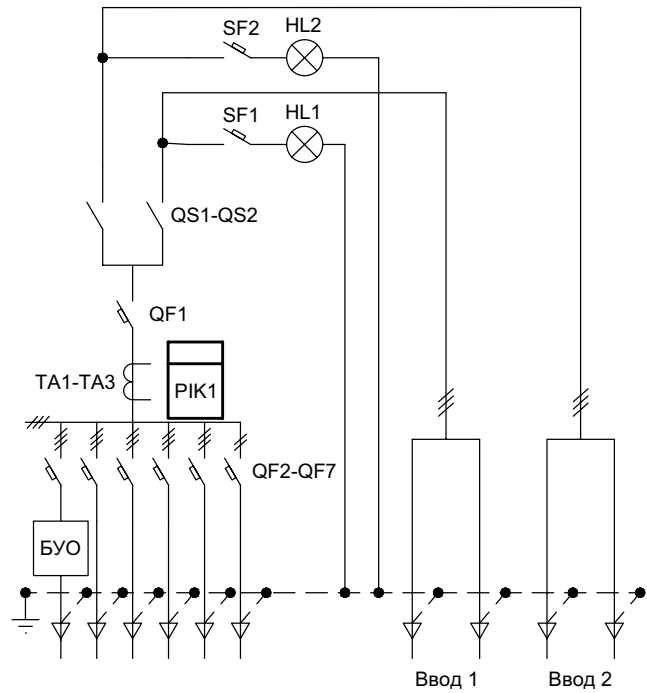 SF2
HL2
SF1
HL1
QS1-QS2
QF1
TA1-TA3
PIK1
QF2-QF7
БУО
Ввод 1
Ввод 2